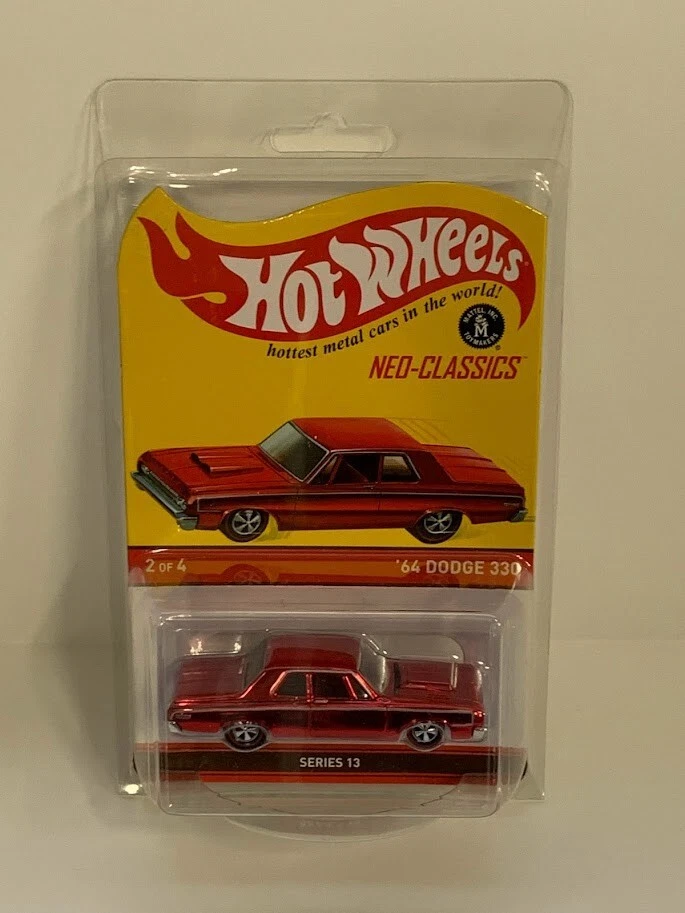 HOT WHEELS
hottest metal cars in the world!
MATTEL, INC.
M
TOYMAKERS
NEO-CLASSICS™
2 OF 4
'64 DODGE 330
SERIES 13